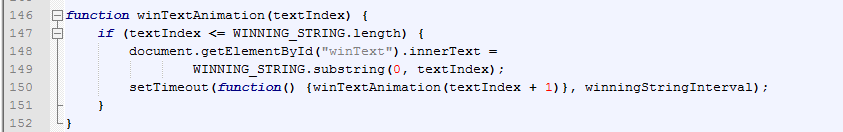 146 function winTextAnimation(textIndex) {
147 if (textIndex <= WINNING_STRING.length) {
148 document.getElementById("winText").innerText =
149 WINNING_STRING.substring(0, textIndex);
150 setTimeout(function() {winTextAnimation(textIndex + 1)}, winningStringInterval);
151 }
152 }